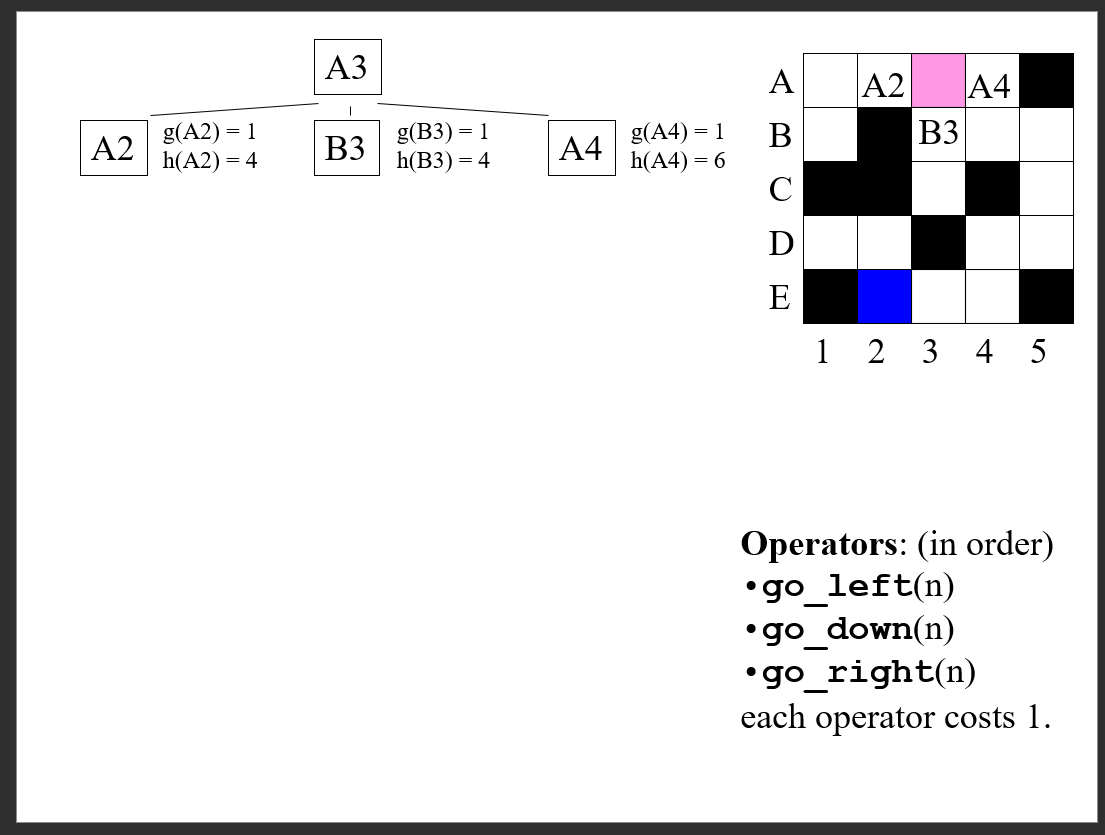 A3
A2
g(A2) = 1
h(A2) = 4
B3
g(B3) = 1
h(B3) = 4
A4
g(A4) = 1
h(A4) = 6
A A2 A4
B B3
C
D
E
1 2 3 4 5
Operators: (in order)
•go_left(n)
•go_down(n)
•go_right(n)
each operator costs 1.